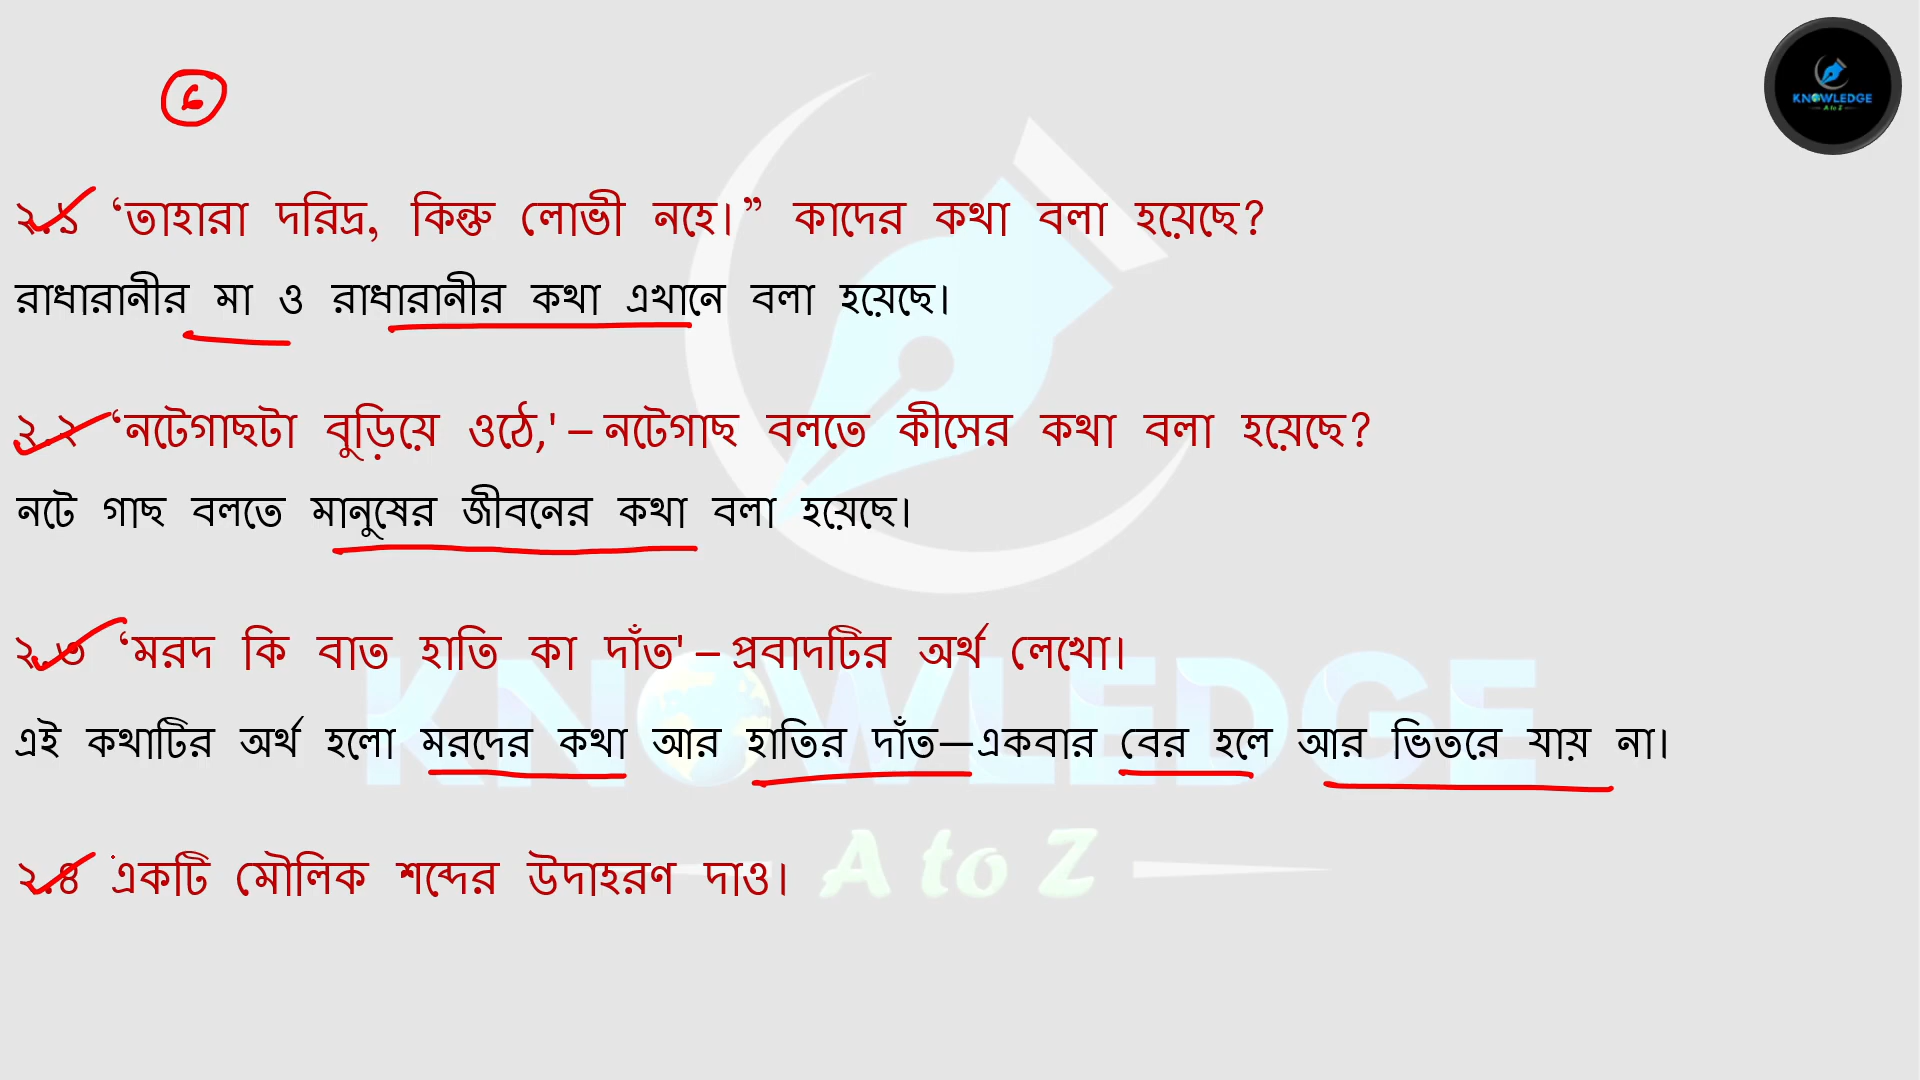 ৬
KNOWLEDGE
A to Z
২.১ ‘তাহারা দরিদ্র, কিন্তু লোভী নহে।” কাদের কথা বলা হয়েছে?
রাধারানীর মা ও রাধারানীর কথা এখানে বলা হয়েছে।
২.২ ‘নটেগাছটা বুড়িয়ে ওঠে,' – নটেগাছ বলতে কীসের কথা বলা হয়েছে?
নটে গাছ বলতে মানুষের জীবনের কথা বলা হয়েছে।
২.৩ ‘মরদ কি বাত হাতি কা দাঁত' – প্রবাদটির অর্থ লেখো।
এই কথাটির অর্থ হলো মরদের কথা আর হাতির দাঁত—একবার বের হলে আর ভিতরে যায় না।
KNOWLEDGE
২.৪ একটি মৌলিক শব্দের উদাহরণ দাও।
A to Z